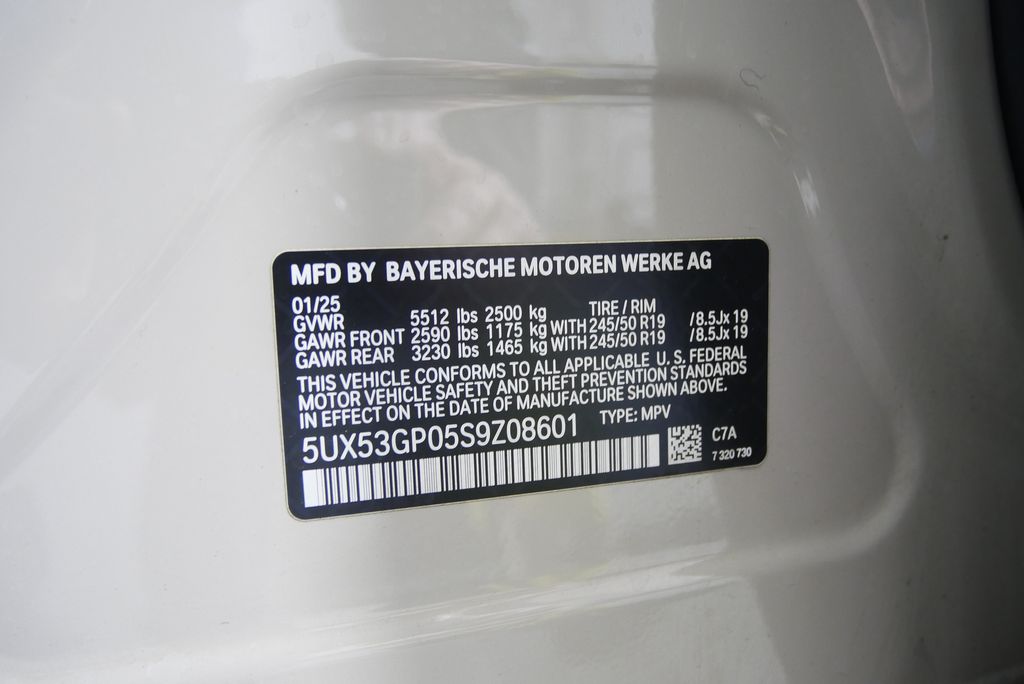 MFD BY BAYERISCHE MOTOREN WERKE AG
01/25
GVWR 5512 lbs 2500 kg TIRE / RIM
GAWR FRONT 2590 lbs 1175 kg WITH 245/50 R19 /8.5Jx19
GAWR REAR 3230 lbs 1465 kg WITH 245/50 R19 /8.5Jx19
THIS VEHICLE CONFORMS TO ALL APPLICABLE U.S. FEDERAL
MOTOR VEHICLE SAFETY AND THEFT PREVENTION STANDARDS
IN EFFECT ON THE DATE OF MANUFACTURE SHOWN ABOVE.
5UX53GP05S9Z08601 TYPE: MPV
C7A
7 320 730